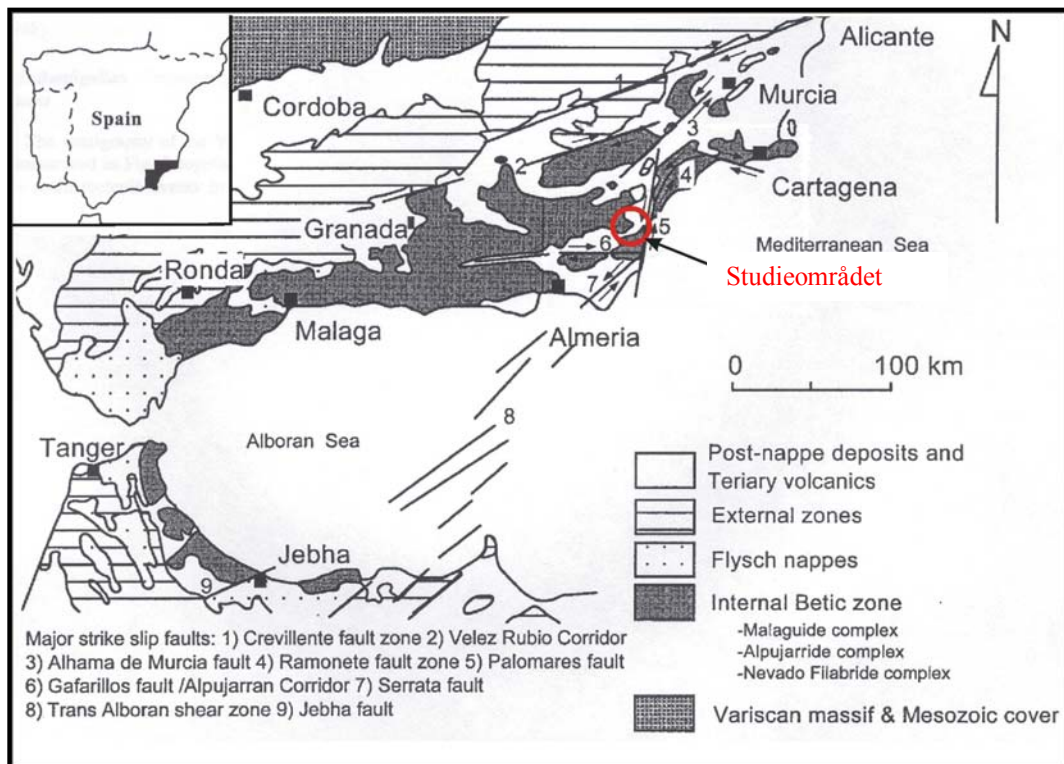 Spain
Alicante
N
1
Cordoba
Murcia
3
2
4
Cartagena
Granada
5
6
Mediterranean Sea
Ronda
7
Studieområdet
Malaga
Almeria
0 100 km
8
Tanger
Alboran Sea
Jebha
9
Post-nappe deposits and
Teriary volcanics
External zones
Flysch nappes
Internal Betic zone
-Malaguide complex
-Alpujarride complex
-Nevado Filabride complex
Variscan massif & Mesozoic cover
Major strike slip faults: 1) Crevillente fault zone 2) Velez Rubio Corridor
3) Alhama de Murcia fault 4) Ramonete fault zone 5) Palomares fault
6) Gafarillos fault /Alpujarran Corridor 7) Serrata fault
8) Trans Alboran shear zone 9) Jebha fault